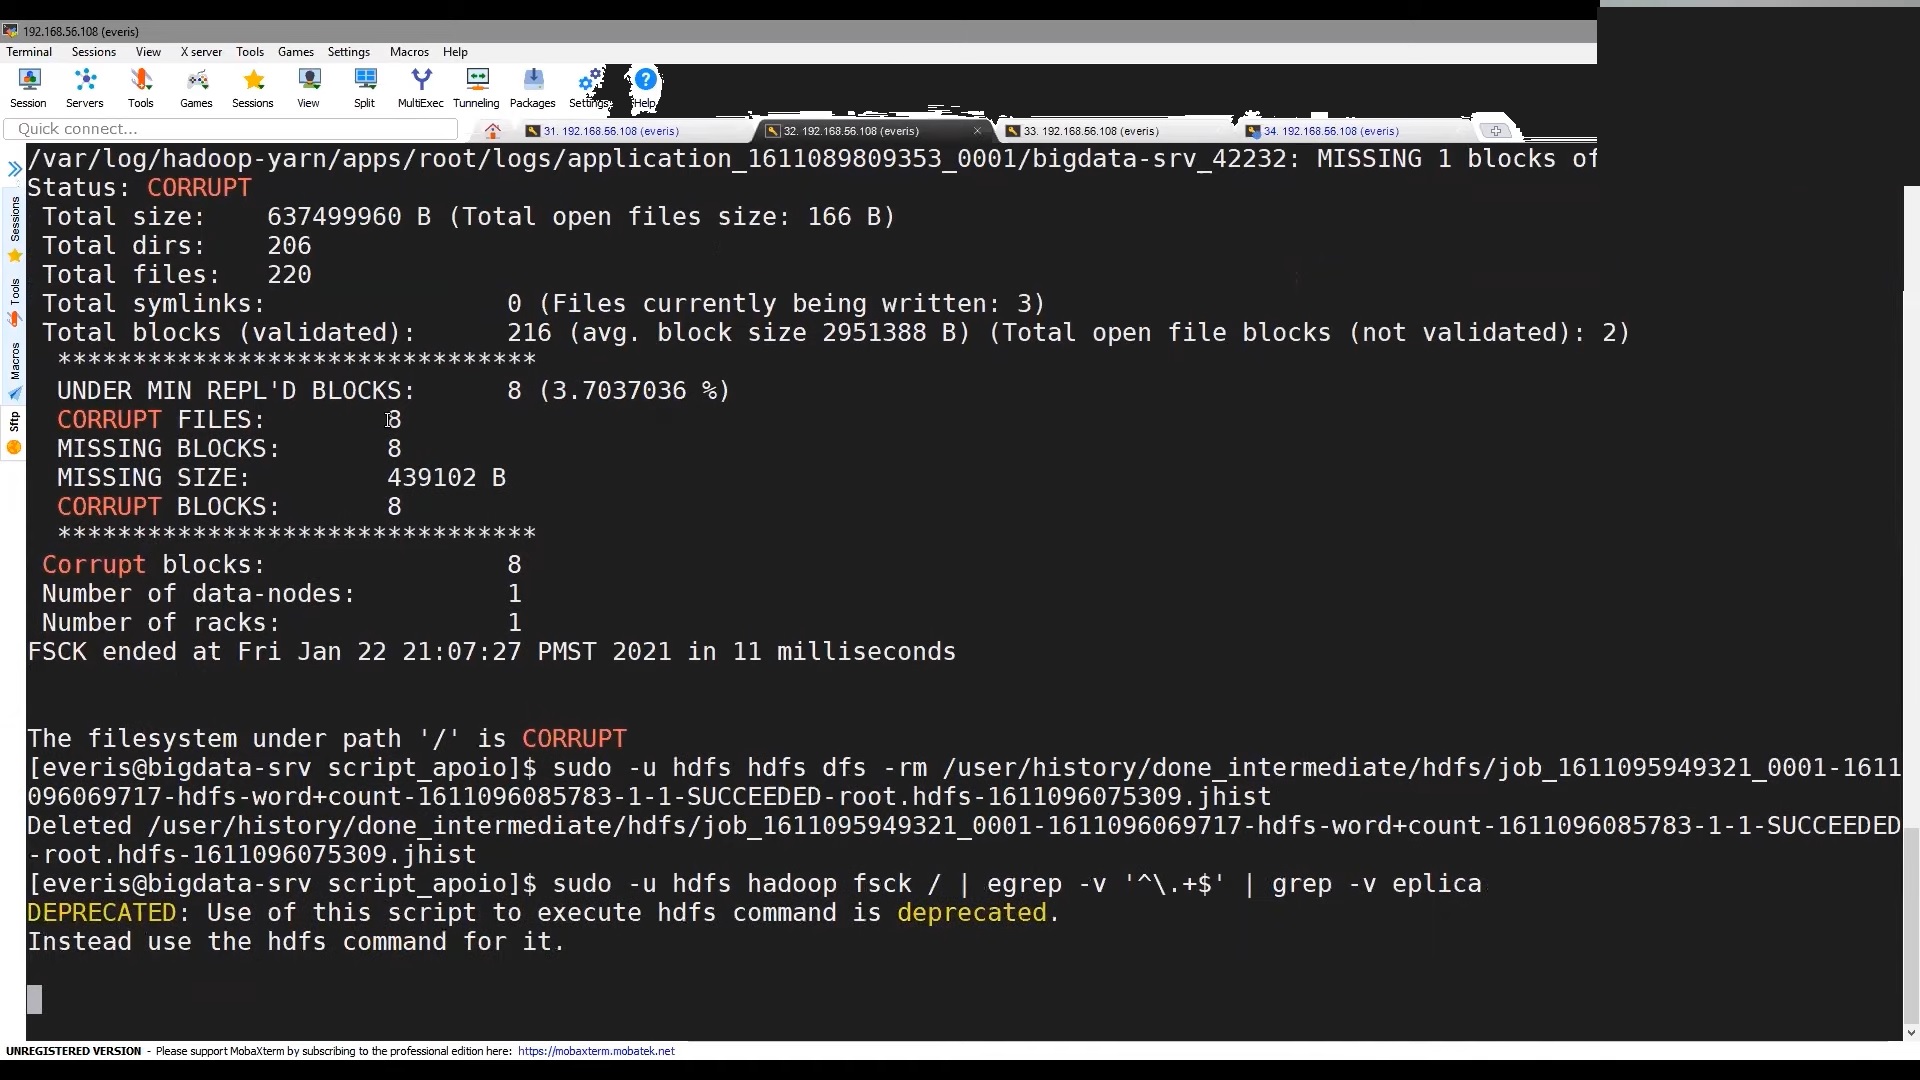 192.168.56.108 (everis)
Terminal Sessions View X server Tools Games Settings Macros Help
Session Servers Tools Games Sessions View Split MultiExec Tunneling Packages Settings Help
Quick connect... 31. 192.168.56.108 (everis) 32. 192.168.56.108 (everis) 33. 192.168.56.108 (everis) 34. 192.168.56.108 (everis)
Sessions
Tools
Macros
Sftp
/var/log/hadoop-yarn/apps/root/logs/application_1611089809353_0001/bigdata-srv_42232: MISSING 1 blocks of
Status: CORRUPT
Total size: 637499960 B (Total open files size: 166 B)
Total dirs: 206
Total files: 220
Total symlinks: 0 (Files currently being written: 3)
Total blocks (validated): 216 (avg. block size 2951388 B) (Total open file blocks (not validated): 2)
********************************
UNDER MIN REPL'D BLOCKS: 8 (3.7037036 %)
CORRUPT FILES: 8
MISSING BLOCKS: 8
MISSING SIZE: 439102 B
CORRUPT BLOCKS: 8
********************************
Corrupt blocks: 8
Number of data-nodes: 1
Number of racks: 1
FSCK ended at Fri Jan 22 21:07:27 PMST 2021 in 11 milliseconds
The filesystem under path '/' is CORRUPT
[everis@bigdata-srv script_apoio]$ sudo -u hdfs hdfs dfs -rm /user/history/done_intermediate/hdfs/job_1611095949321_0001-1611
096069717-hdfs-word+count-1611096085783-1-1-SUCCEEDED-root.hdfs-1611096075309.jhist
Deleted /user/history/done_intermediate/hdfs/job_1611095949321_0001-1611096069717-hdfs-word+count-1611096085783-1-1-SUCCEEDED
-root.hdfs-1611096075309.jhist
[everis@bigdata-srv script_apoio]$ sudo -u hdfs hadoop fsck / | egrep -v '^\.+$' | grep -v eplica
DEPRECATED: Use of this script to execute hdfs command is deprecated.
Instead use the hdfs command for it.
UNREGISTERED VERSION - Please support MobaXterm by subscribing to the professional edition here: https://mobaxterm.mobatek.net